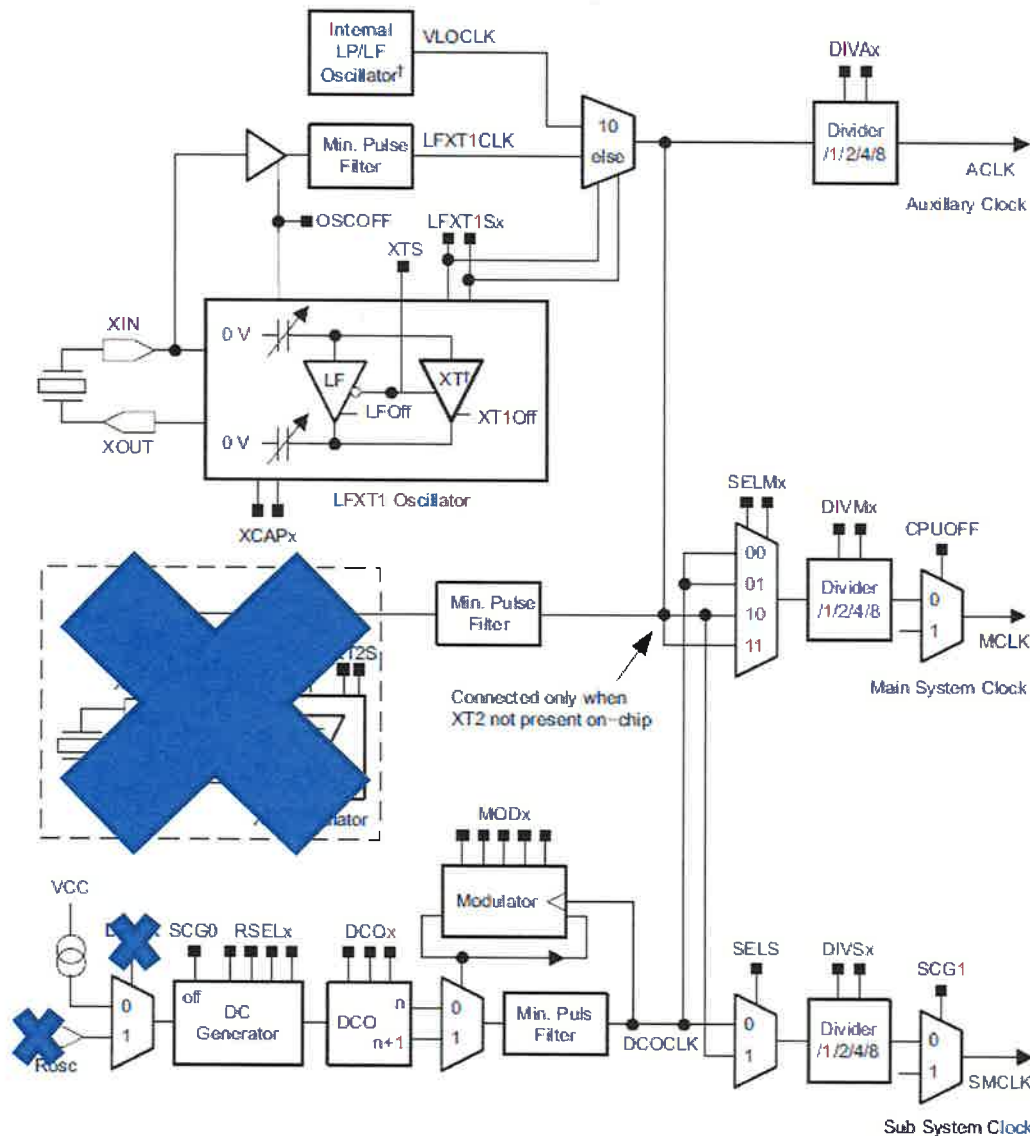 Internal
LP/LF
Oscillator†
VLOCLK
DIVAx
10
else
Divider
/1/2/4/8
ACLK
Auxillary Clock
Min. Pulse
Filter
LFXT1CLK
OSCOFF
LFXT1Sx
XTS
XIN
0 V
LF
XT†
LFOff
XT1Off
0 V
XOUT
LFXT1 Oscillator
XCAPx
SELMx
DIVMx
CPUOFF
00
01
10
11
Divider
/1/2/4/8
0
1
MCLK
Main System Clock
Min. Pulse
Filter
Connected only when
XT2 not present on-chip
MODx
Modulator
VCC
SCG0
RSELx
DCOx
0
1
off
DC
Generator
DCO
n
n+1
0
1
Min. Puls
Filter
DCOCLK
SELS
DIVSx
SCG1
0
1
Divider
/1/2/4/8
0
1
SMCLK
Sub System Clock
Rosc